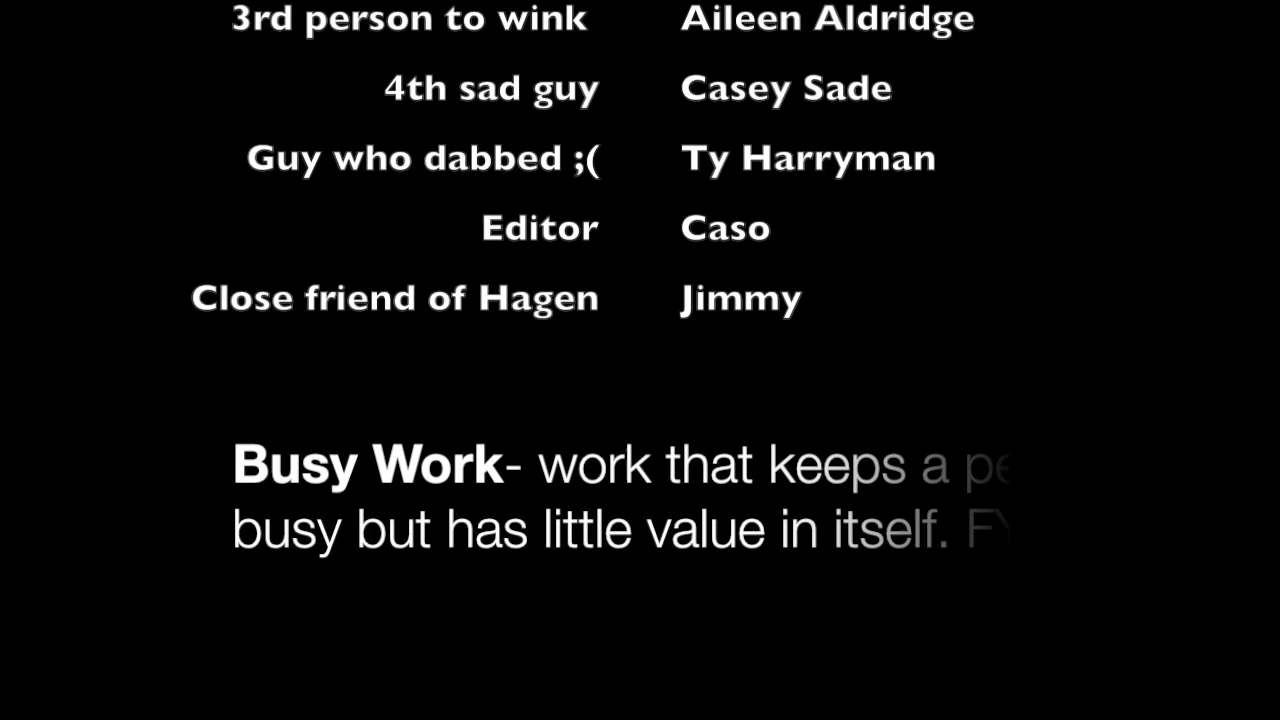 3rd person to wink Aileen Aldridge
4th sad guy Casey Sade
Guy who dabbed ;( Ty Harryman
Editor Caso
Close friend of Hagen Jimmy
Busy Work- work that keeps a
busy but has little value in itself.